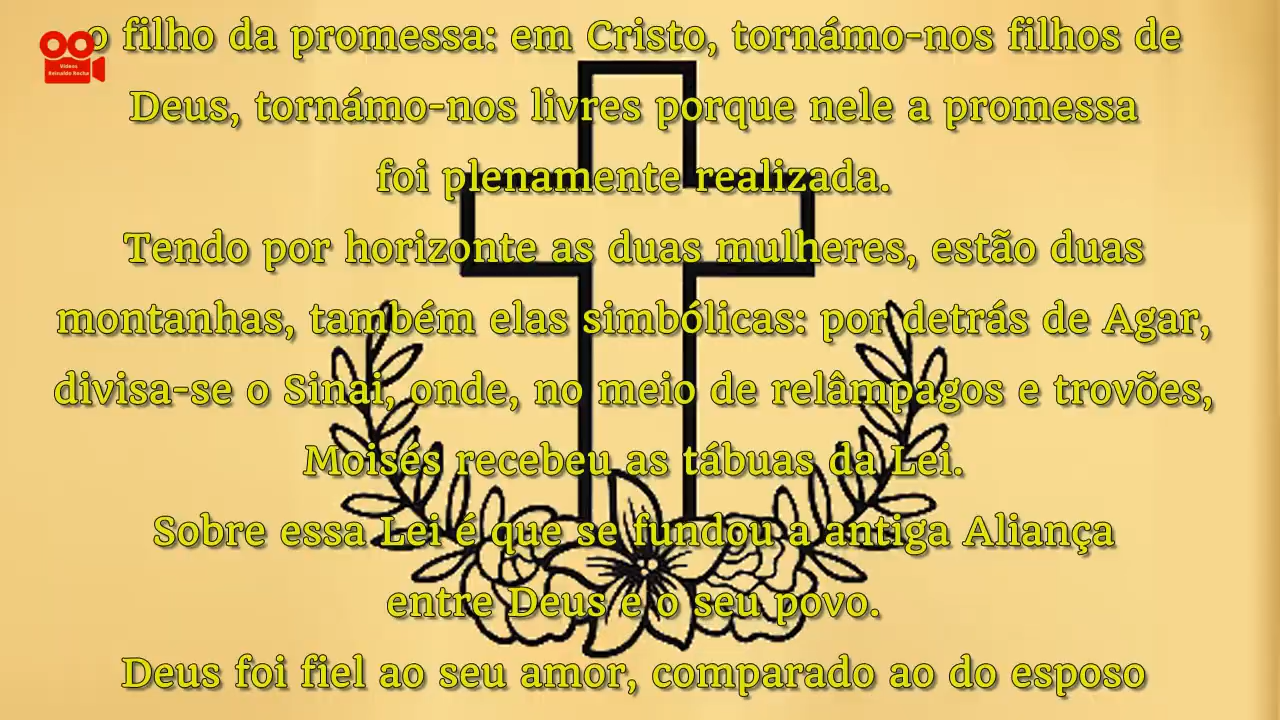 o filho da promessa: em Cristo, tornámo-nos filhos de
Deus, tornámo-nos livres porque nele a promessa
foi plenamente realizada.
Tendo por horizonte as duas mulheres, estão duas
montanhas, também elas simbólicas: por detrás de Agar,
divisa-se o Sinai, onde, no meio de relâmpagos e trovões,
Moisés recebeu as tábuas da Lei.
Sobre essa Lei é que se fundou a antiga Aliança
entre Deus e o seu povo.
Deus foi fiel ao seu amor, comparado ao do esposo
Videos
Reinaldo Rocha